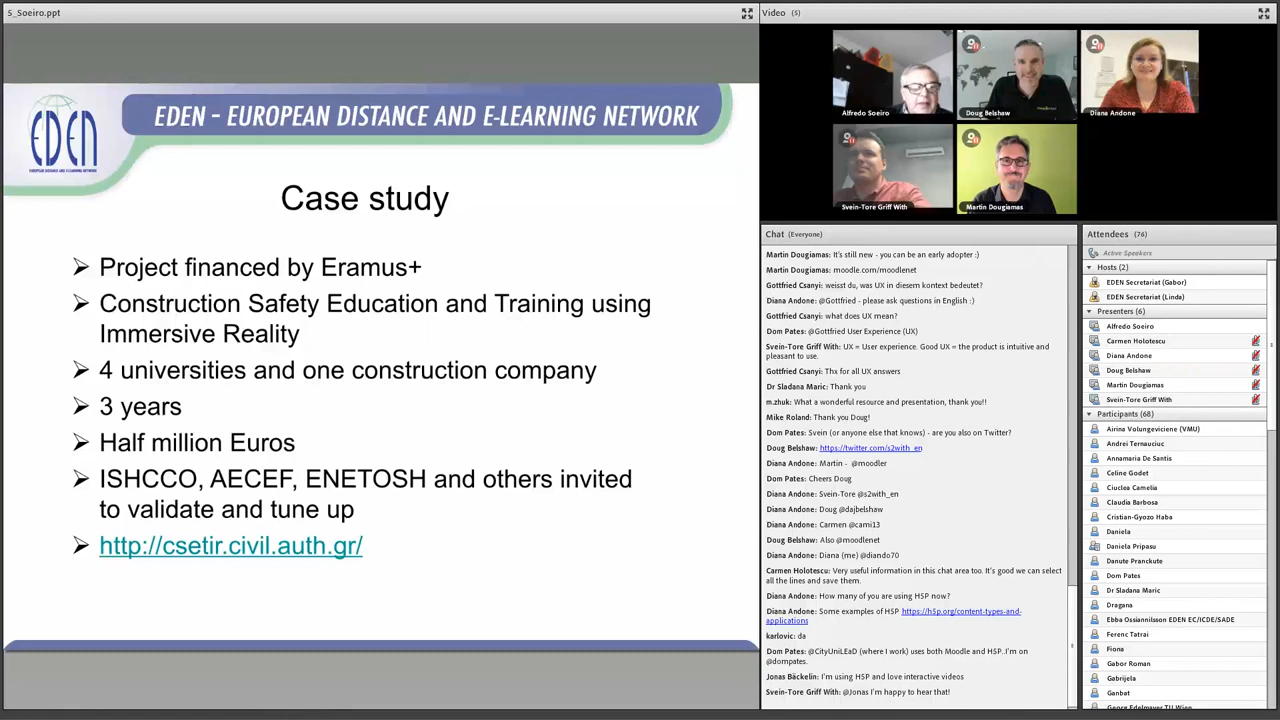 5_Soeiro.ppt
EDEN
EUROPEAN DISTANCE AND E-LEARNING NETWORK
EDEN - EUROPEAN DISTANCE AND E-LEARNING NETWORK
Case study
Project financed by Eramus+
Construction Safety Education and Training using
Immersive Reality
4 universities and one construction company
3 years
Half million Euros
ISHCCO, AECEF, ENETOSH and others invited
to validate and tune up
http://csetir.civil.auth.gr/
Video (5)
Alfredo Soeiro
Doug Belshaw
Diana Andone
Svein-Tore Griff With
Martin Dougiamas
Chat (Everyone)
Martin Dougiamas: It's still new - you can be an early adopter :)
Martin Dougiamas: moodle.com/moodlenet
Gottfried Csanyi: weisst du, was UX in diesem kontext bedeutet?
Diana Andone: @Gottfried - please ask questions in English :)
Gottfried Csanyi: what does UX mean?
Dom Pates: @Gottfried User Experience (UX)
Svein-Tore Griff With: UX = User experience. Good UX = the product is intuitive and
pleasant to use.
Gottfried Csanyi: Thx for all UX answers
Dr Sladana Maric: Thank you
m.zhuk: What a wonderful resource and presentation, thank you!!
Mike Roland: Thank you Doug!
Dom Pates: Svein (or anyone else that knows) - are you also on Twitter?
Doug Belshaw: https://twitter.com/s2with_en
Diana Andone: Martin - @moodler
Dom Pates: Cheers Doug
Diana Andone: Svein-Tore @s2with_en
Diana Andone: Doug @dajbelshaw
Diana Andone: Carmen @cami13
Doug Belshaw: Also @moodlenet
Diana Andone: Diana (me) @diando70
Carmen Holotescu: Very useful information in this chat area too. It's good we can select
all the lines and save them.
Diana Andone: How many of you are using H5P now?
Diana Andone: Some examples of H5P https://h5p.org/content-types-and-
applications
karlovic: da
Dom Pates: @CityUniLEaD (where I work) uses both Moodle and H5P..I'm on
@dompates.
Jonas Bäckelin: I'm using H5P and love interactive videos
Svein-Tore Griff With: @Jonas I'm happy to hear that!
Attendees (76)
Active Speakers
Hosts (2)
EDEN Secretariat (Gabor)
EDEN Secretariat (Linda)
Presenters (6)
Alfredo Soeiro
Carmen Holotescu
Diana Andone
Doug Belshaw
Martin Dougiamas
Svein-Tore Griff With
Participants (68)
Airina Volungeviciene (VMU)
Andrei Ternauciuc
Annamaria De Santis
Celine Godet
Ciuclea Camelia
Claudia Barbosa
Cristian-Gyozo Haba
Daniela
Daniela Pripasu
Danute Pranckute
Dom Pates
Dr Sladana Maric
Dragana
Ebba Ossiannilsson EDEN EC/ICDE/SADE
Ferenc Tatrai
Fiona
Gabor Roman
Gabrijela
Ganbat
Georg Edelmayer TU Wien